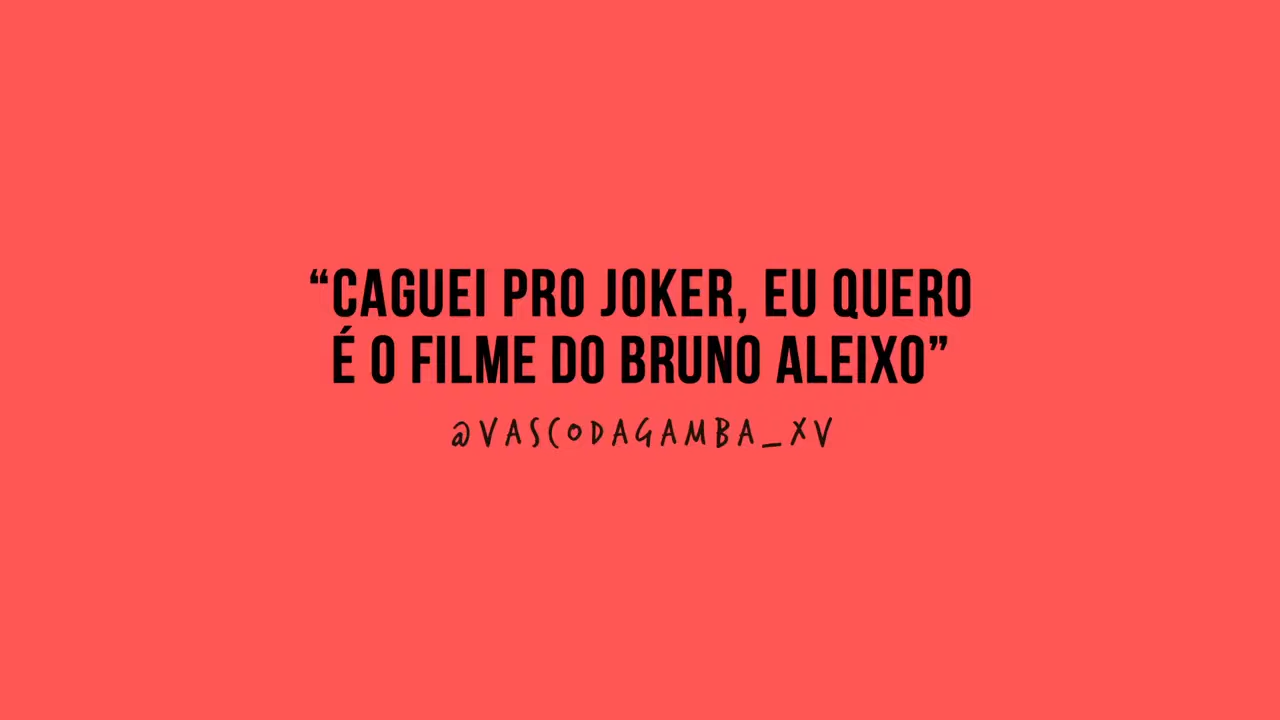 “CAGUEI PRO JOKER, EU QUERO
É O FILME DO BRUNO ALEIXO”
@VASCODAGAMBA_XV